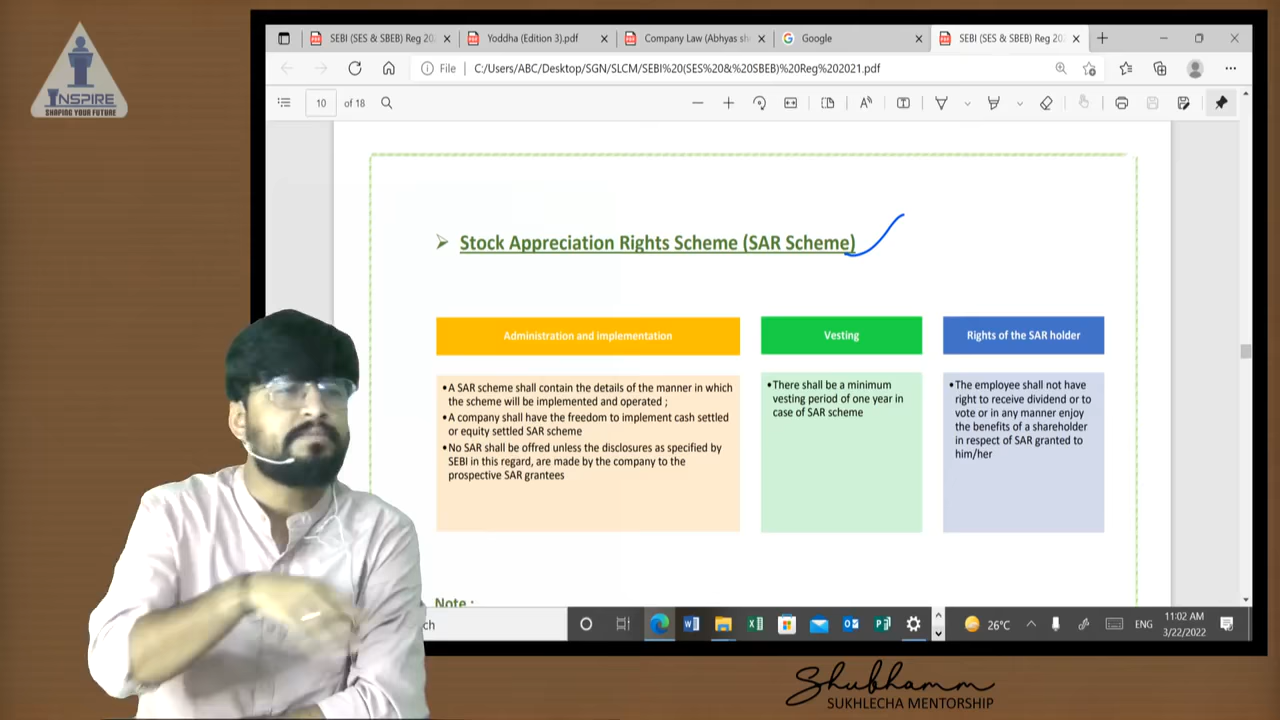 INSPIRE
SHAPING YOUR FUTURE
SEBI (SES & SBEB) Reg 20
Yoddha (Edition 3).pdf
Company Law (Abhyas sh
Google
SEBI (SES & SBEB) Reg 20
File
C:/Users/ABC/Desktop/SGN/SLCM/SEBI%20(SES%20&%20SBEB)%20Reg%202021.pdf
10 of 18
Stock Appreciation Rights Scheme (SAR Scheme)
Administration and implementation
•A SAR scheme shall contain the details of the manner in which
the scheme will be implemented and operated ;
•A company shall have the freedom to implement cash settled
or equity settled SAR scheme
•No SAR shall be offred unless the disclosures as specified by
SEBI in this regard, are made by the company to the
prospective SAR grantees
Vesting
•There shall be a minimum
vesting period of one year in
case of SAR scheme
Rights of the SAR holder
•The employee shall not have
right to receive dividend or to
vote or in any manner enjoy
the benefits of a shareholder
in respect of SAR granted to
him/her
Note :
ch
26°C
ENG
11:02 AM
3/22/2022
Shubhamm
SUKHLECHA MENTORSHIP